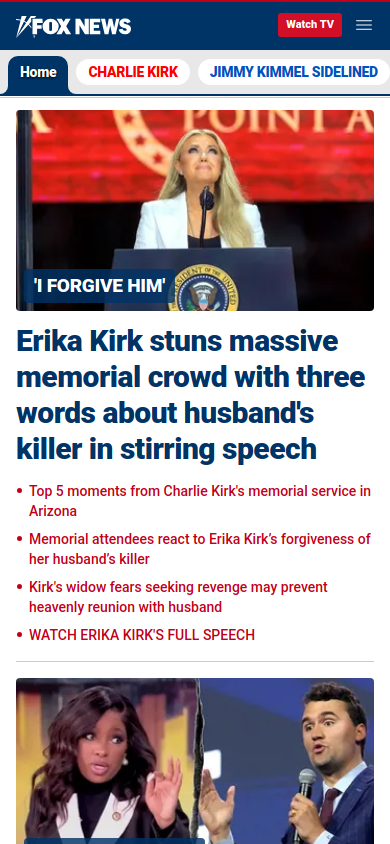 FOX NEWS
Watch TV
Home
CHARLIE KIRK
JIMMY KIMMEL SIDELINED
POINT A
'I FORGIVE HIM'
Erika Kirk stuns massive
memorial crowd with three
words about husband's
killer in stirring speech
• Top 5 moments from Charlie Kirk's memorial service in
Arizona
• Memorial attendees react to Erika Kirk’s forgiveness of
her husband’s killer
• Kirk's widow fears seeking revenge may prevent
heavenly reunion with husband
• WATCH ERIKA KIRK'S FULL SPEECH